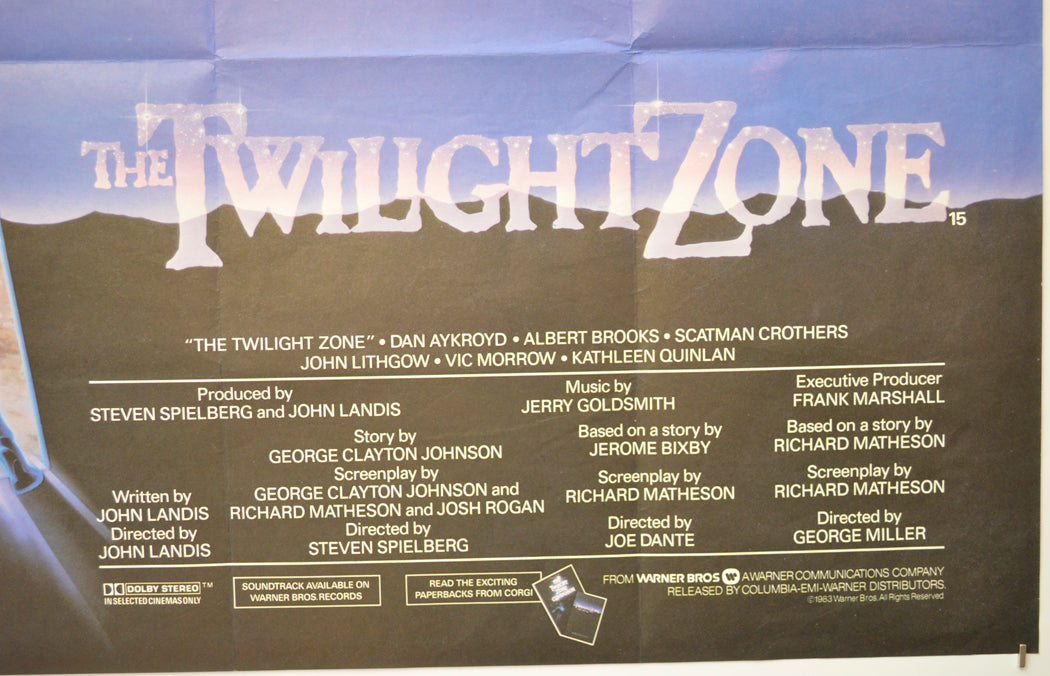 THE TWILIGHT ZONE
15
"THE TWILIGHT ZONE" • DAN AYKROYD • ALBERT BROOKS • SCATMAN CROTHERS
JOHN LITHGOW • VIC MORROW • KATHLEEN QUINLAN
Produced by
STEVEN SPIELBERG and JOHN LANDIS
Music by
JERRY GOLDSMITH
Executive Producer
FRANK MARSHALL
Written by
JOHN LANDIS
Directed by
JOHN LANDIS
Story by
GEORGE CLAYTON JOHNSON
Screenplay by
GEORGE CLAYTON JOHNSON and
RICHARD MATHESON and JOSH ROGAN
Directed by
STEVEN SPIELBERG
Based on a story by
JEROME BIXBY
Screenplay by
RICHARD MATHESON
Directed by
JOE DANTE
Based on a story by
RICHARD MATHESON
Screenplay by
RICHARD MATHESON
Directed by
GEORGE MILLER
DOLBY STEREO ™
IN SELECTED CINEMAS ONLY
SOUNDTRACK AVAILABLE ON
WARNER BROS. RECORDS
READ THE EXCITING
PAPERBACKS FROM CORGI
FROM WARNER BROS A WARNER COMMUNICATIONS COMPANY
RELEASED BY COLUMBIA-EMI-WARNER DISTRIBUTORS.
©1983 Warner Bros. All Rights Reserved